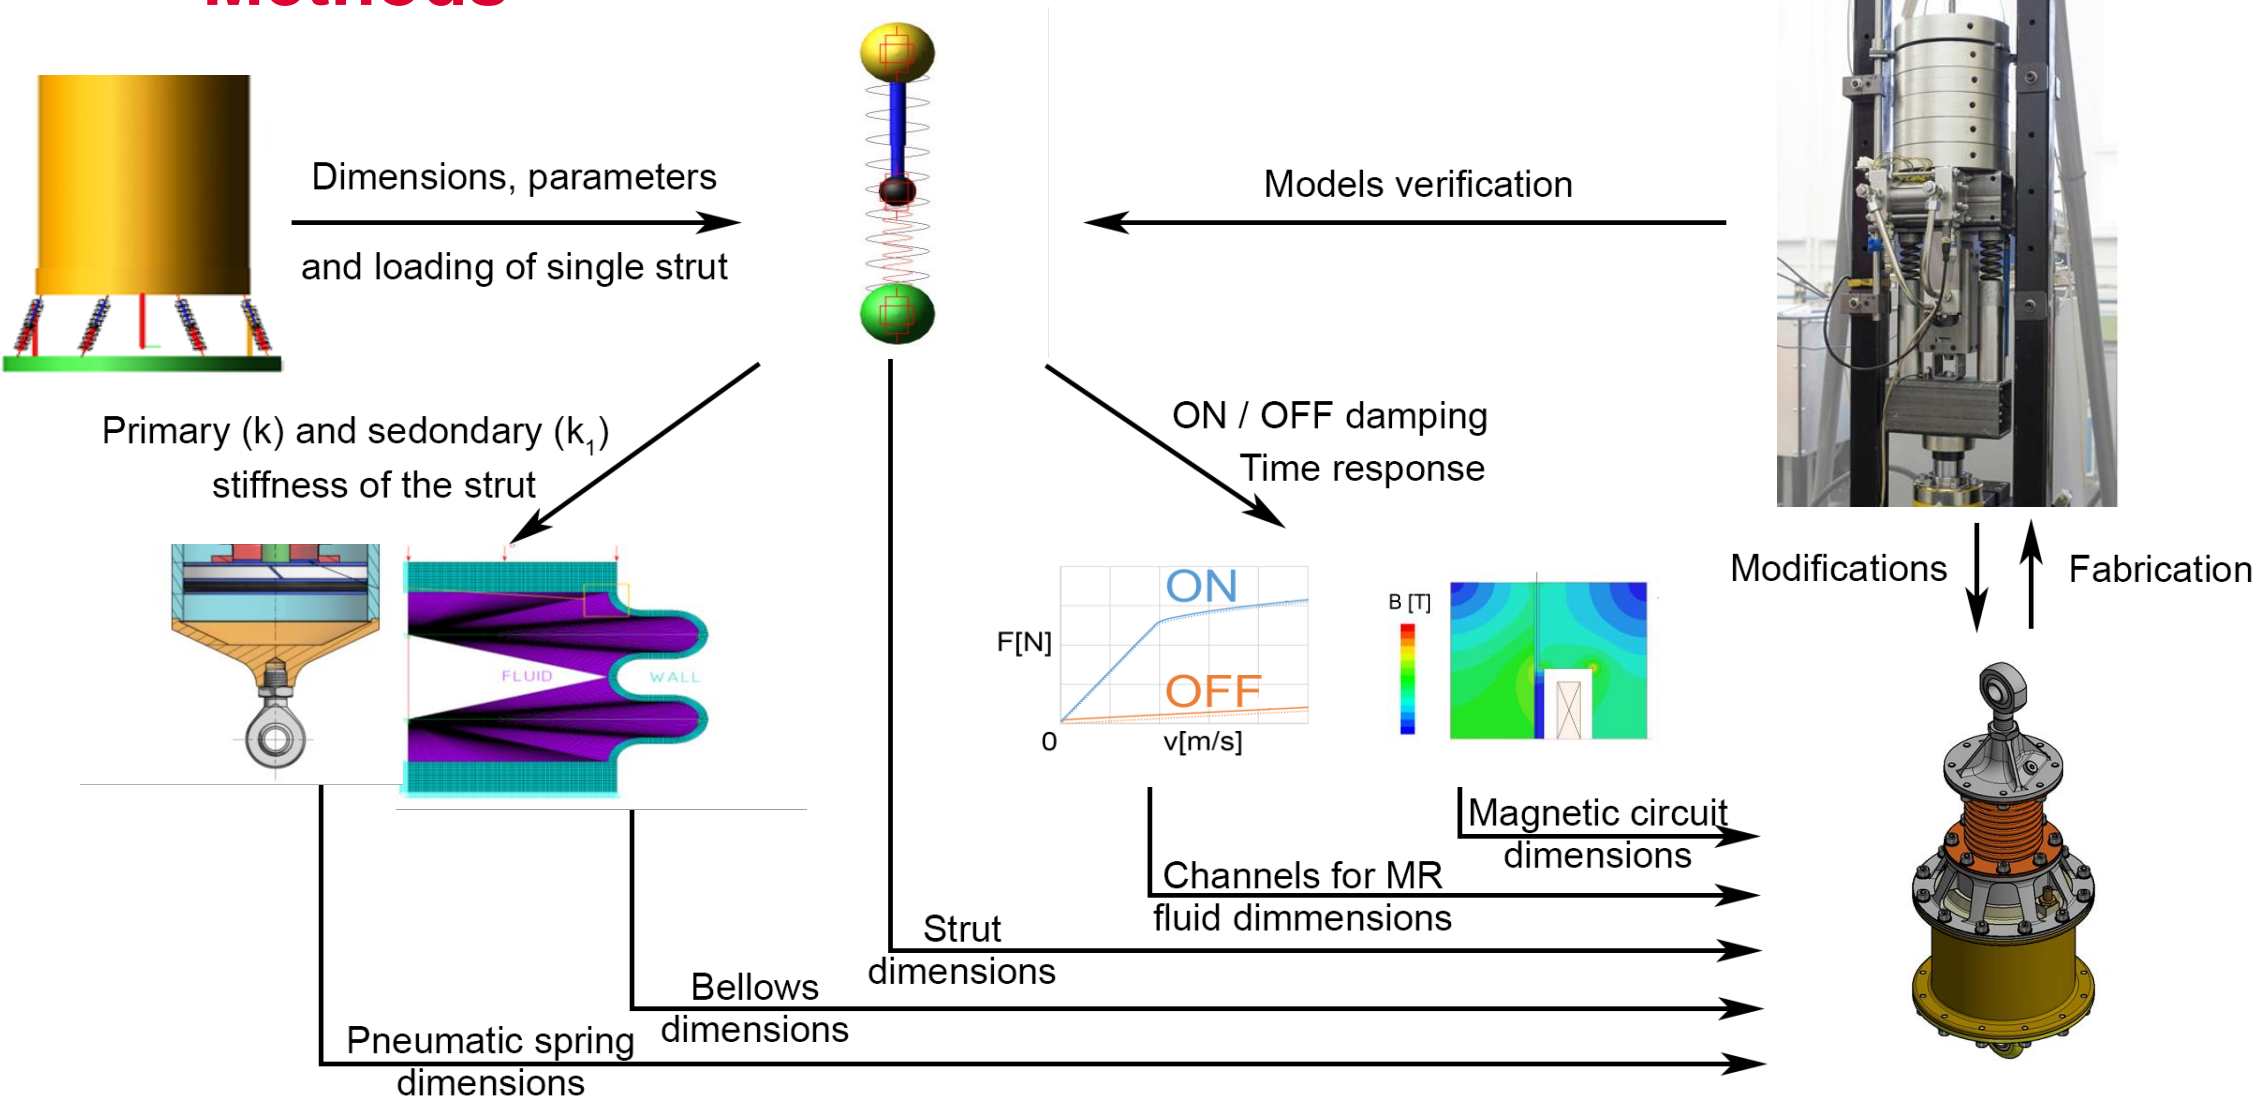 Methods
Dimensions, parameters
and loading of single strut
Models verification
Primary (k) and sedondary (k₁)
stiffness of the strut
ON / OFF damping
Time response
Modifications
Fabrication
FLUID
WALL
ON
F[N]
OFF
0
v[m/s]
B [T]
Magnetic circuit
dimensions
Channels for MR
fluid dimmensions
Strut
dimensions
Bellows
dimensions
Pneumatic spring
dimensions